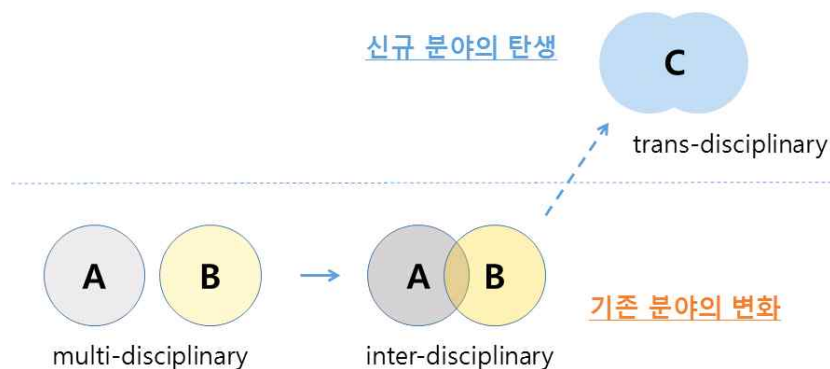 신규 분야의 탄생
C
trans-disciplinary
A
B
A
B
기존 분야의 변화
multi-disciplinary
inter-disciplinary